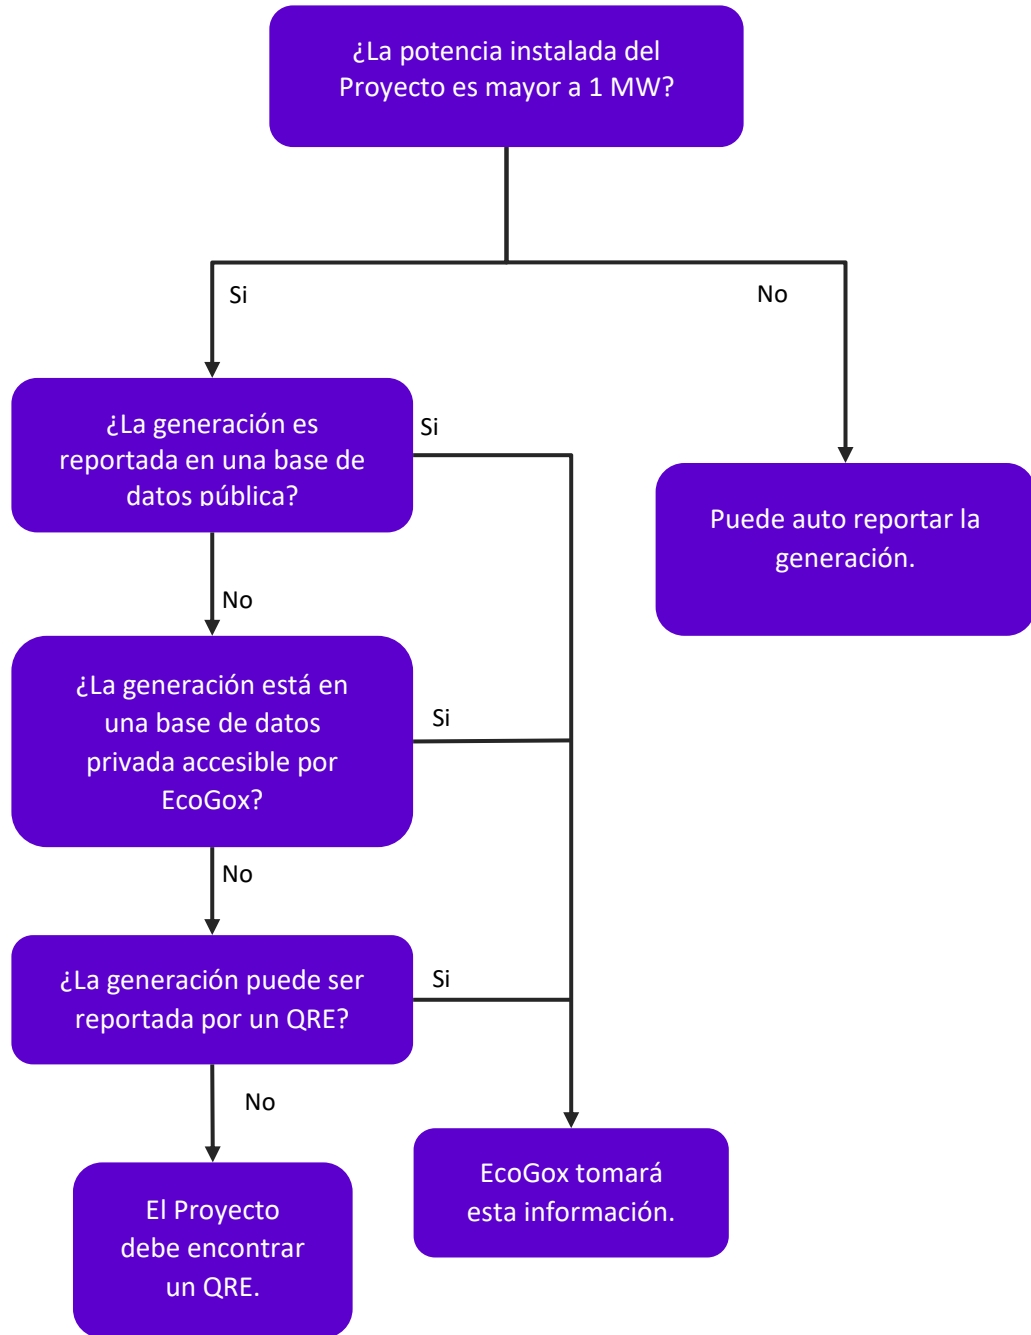 ¿La potencia instalada del
Proyecto es mayor a 1 MW?
Si
No
¿La generación es
reportada en una base de
datos pública?
Si
Puede auto reportar la
generación.
No
¿La generación está en
una base de datos
privada accesible por
EcoGox?
Si
No
¿La generación puede ser
reportada por un QRE?
Si
No
EcoGox tomará
esta información.
El Proyecto
debe encontrar
un QRE.